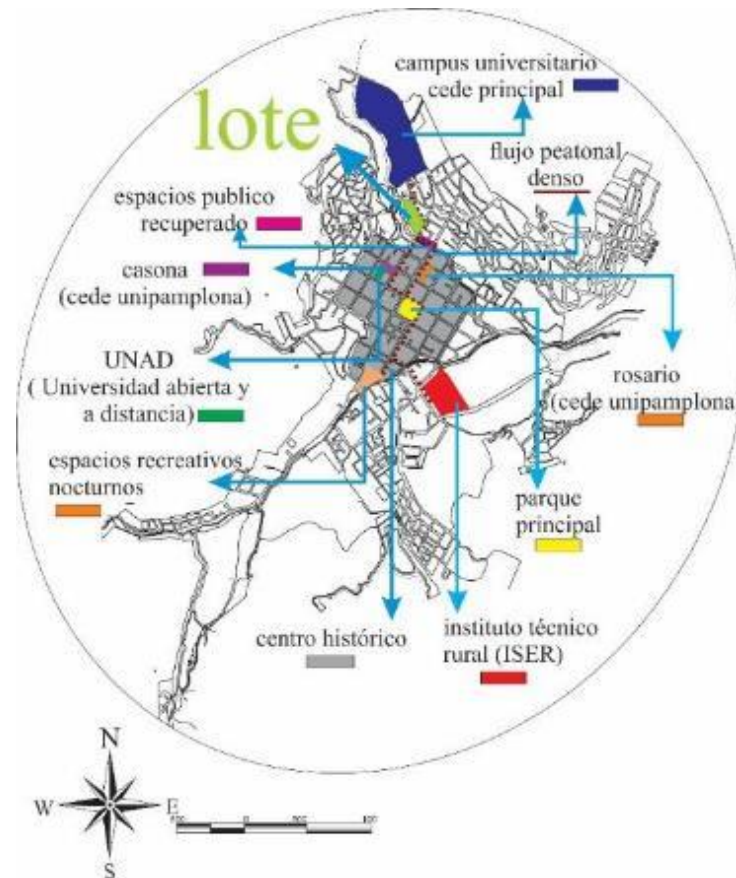 campus universitario
cede principal
lote
flujo peatonal
denso
espacios publico
recuperado
casona
(cede unipamplona)
UNAD
( Universidad abierta y
a distancia)
rosario
(cede unipamplona)
espacios recreativos
nocturnos
parque
principal
centro histórico
instituto técnico
rural (ISER)
N
W
E
S
0